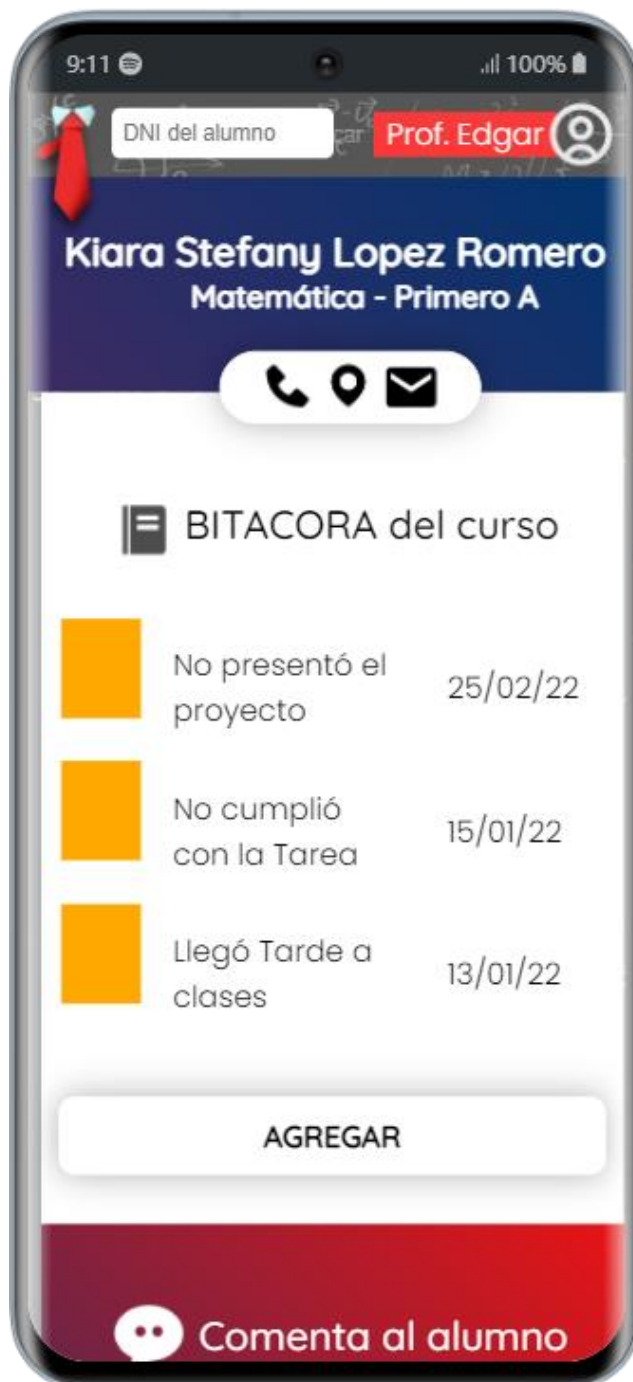 9:11
100%
DNI del alumno
Prof. Edgar
Kiara Stefany Lopez Romero
Matemática - Primero A
BITACORA del curso
No presentó el
proyecto
25/02/22
No cumplió
con la Tarea
15/01/22
Llegó Tarde a
clases
13/01/22
AGREGAR
Comenta al alumno